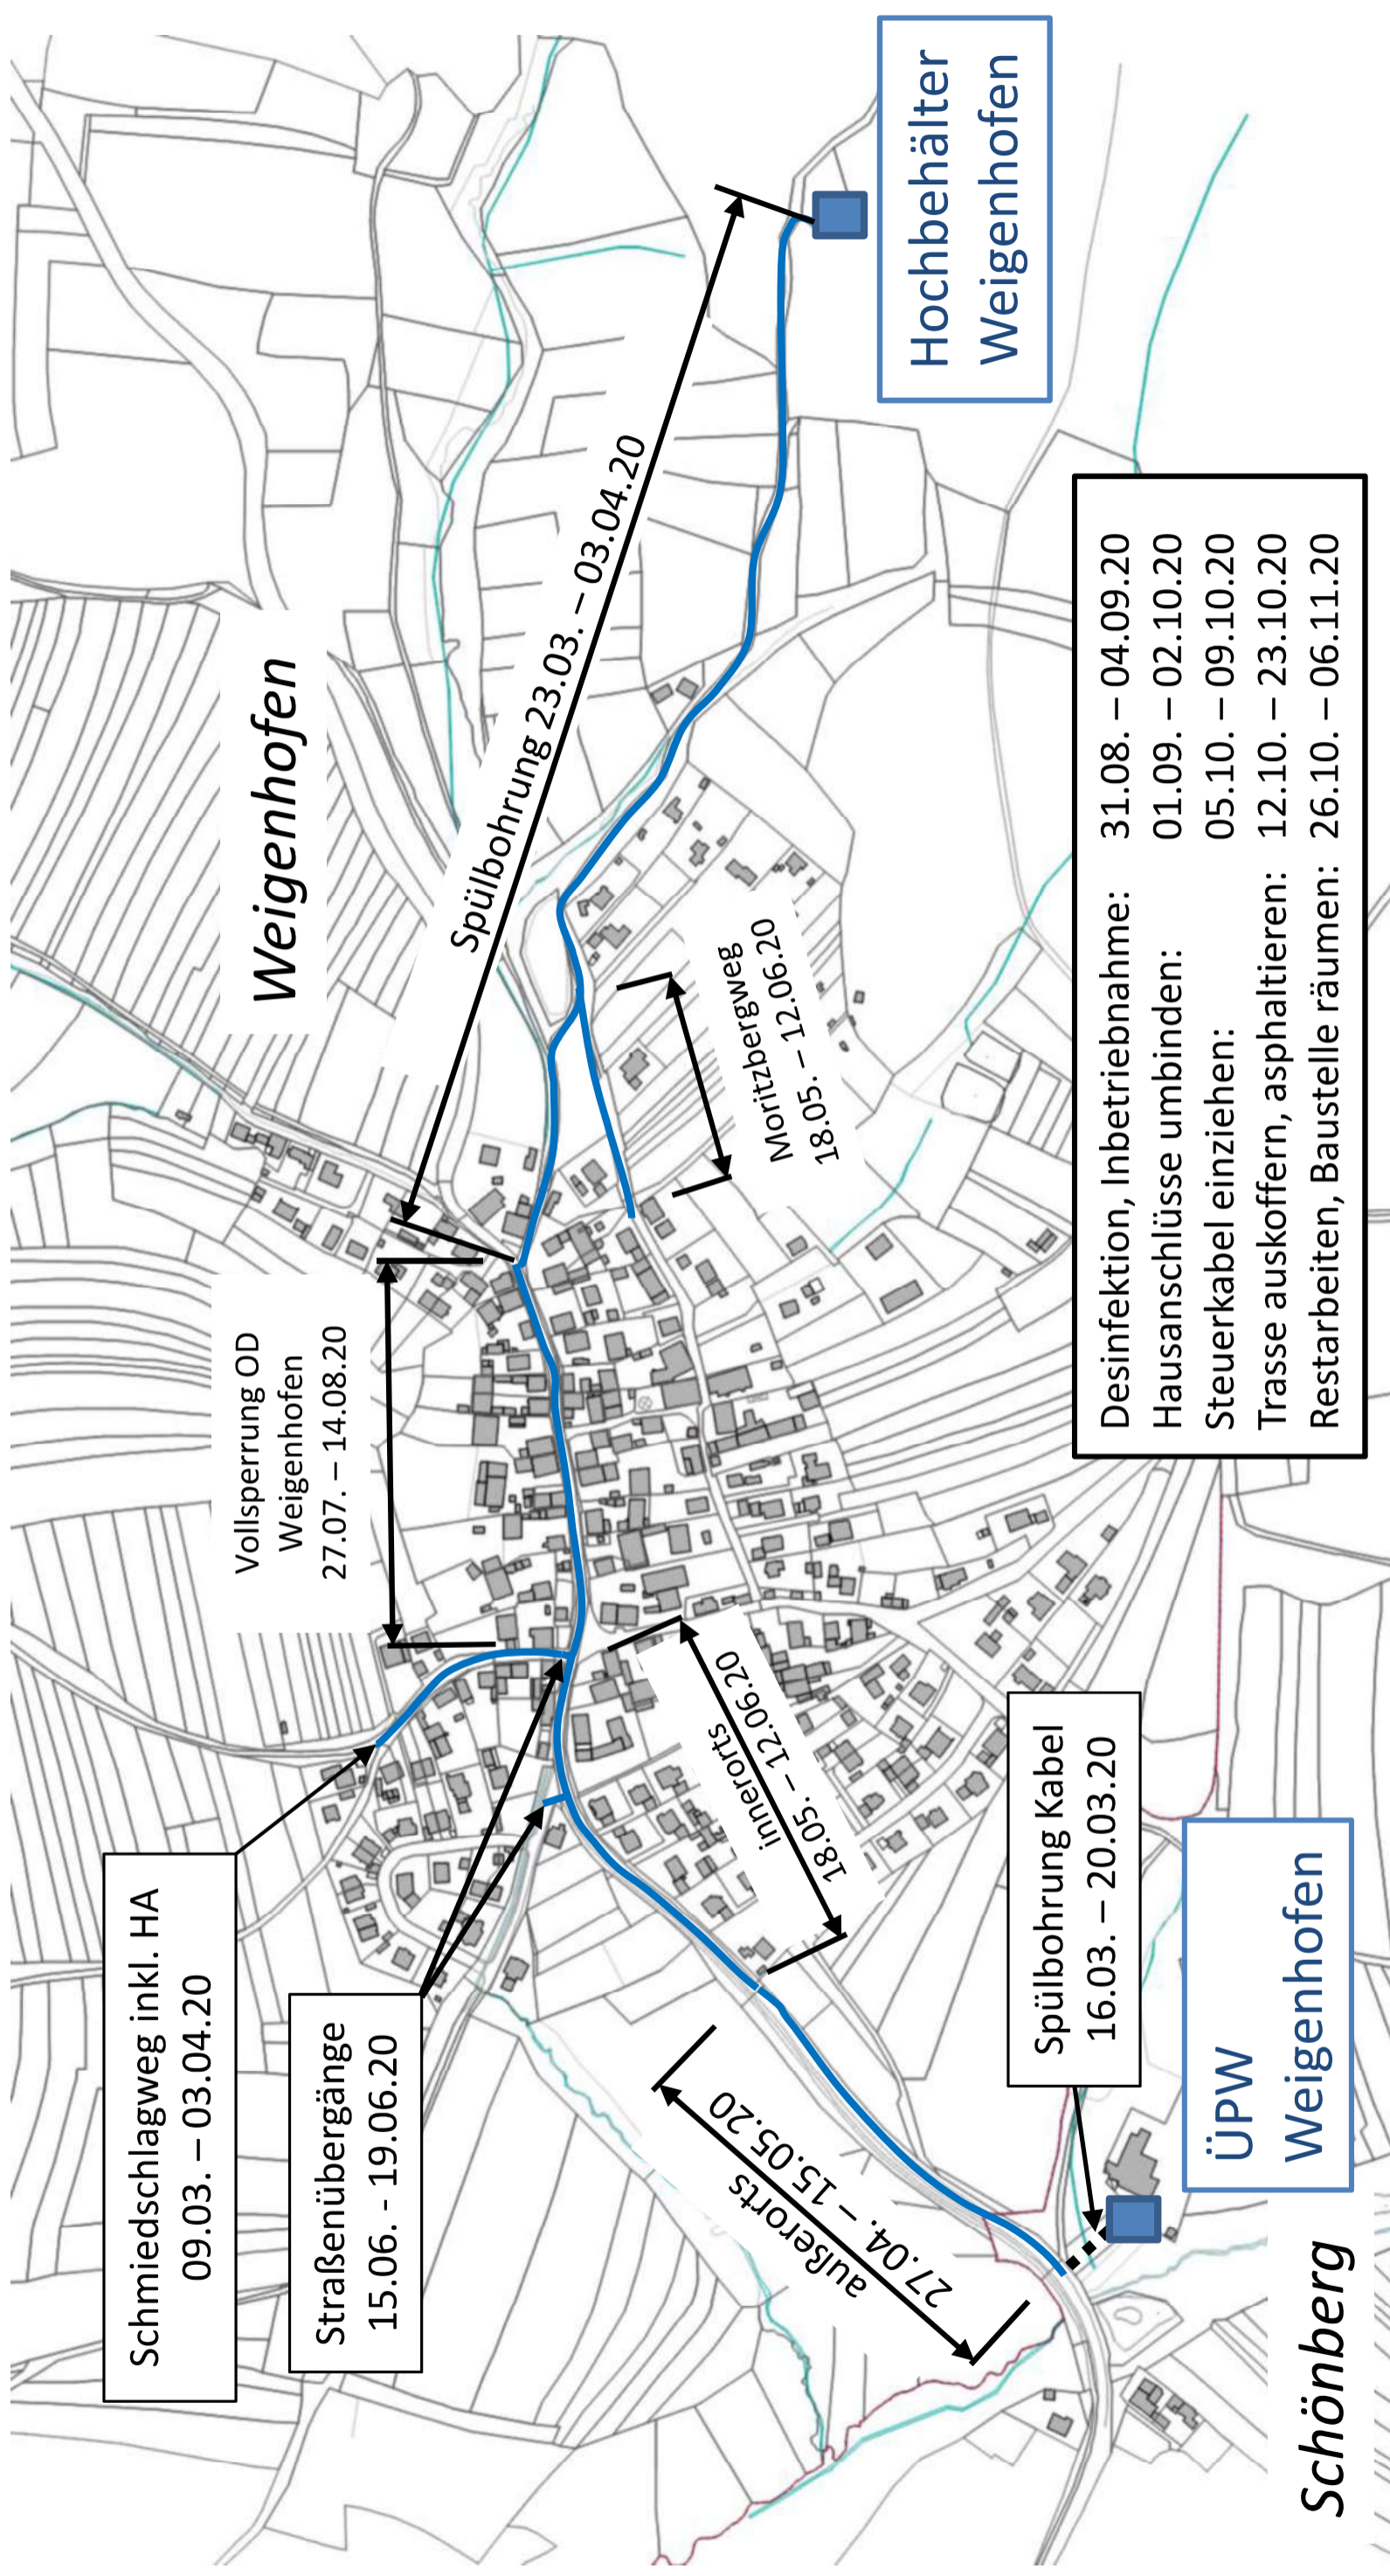 Schmiedschlagweg inkl. HA
09.03. – 03.04.20
Straßenübergänge
15.06. - 19.06.20
Vollsperrung OD
Weigenhofen
27.07. – 14.08.20
Weigenhofen
Spülbohrung 23.03. – 03.04.20
Hochbehälter
Weigenhofen
außerorts
27.04. – 15.05.20
innerorts
18.05. – 12.06.20
Moritzbergweg
18.05. – 12.06.20
Spülbohrung Kabel
16.03. – 20.03.20
ÜPW
Weigenhofen
Schönberg
Desinfektion, Inbetriebnahme: 31.08. – 04.09.20
Hausanschlüsse umbinden: 01.09. – 02.10.20
Steuerkabel einziehen: 05.10. – 09.10.20
Trasse auskoffern, asphaltieren: 12.10. – 23.10.20
Restarbeiten, Baustelle räumen: 26.10. – 06.11.20